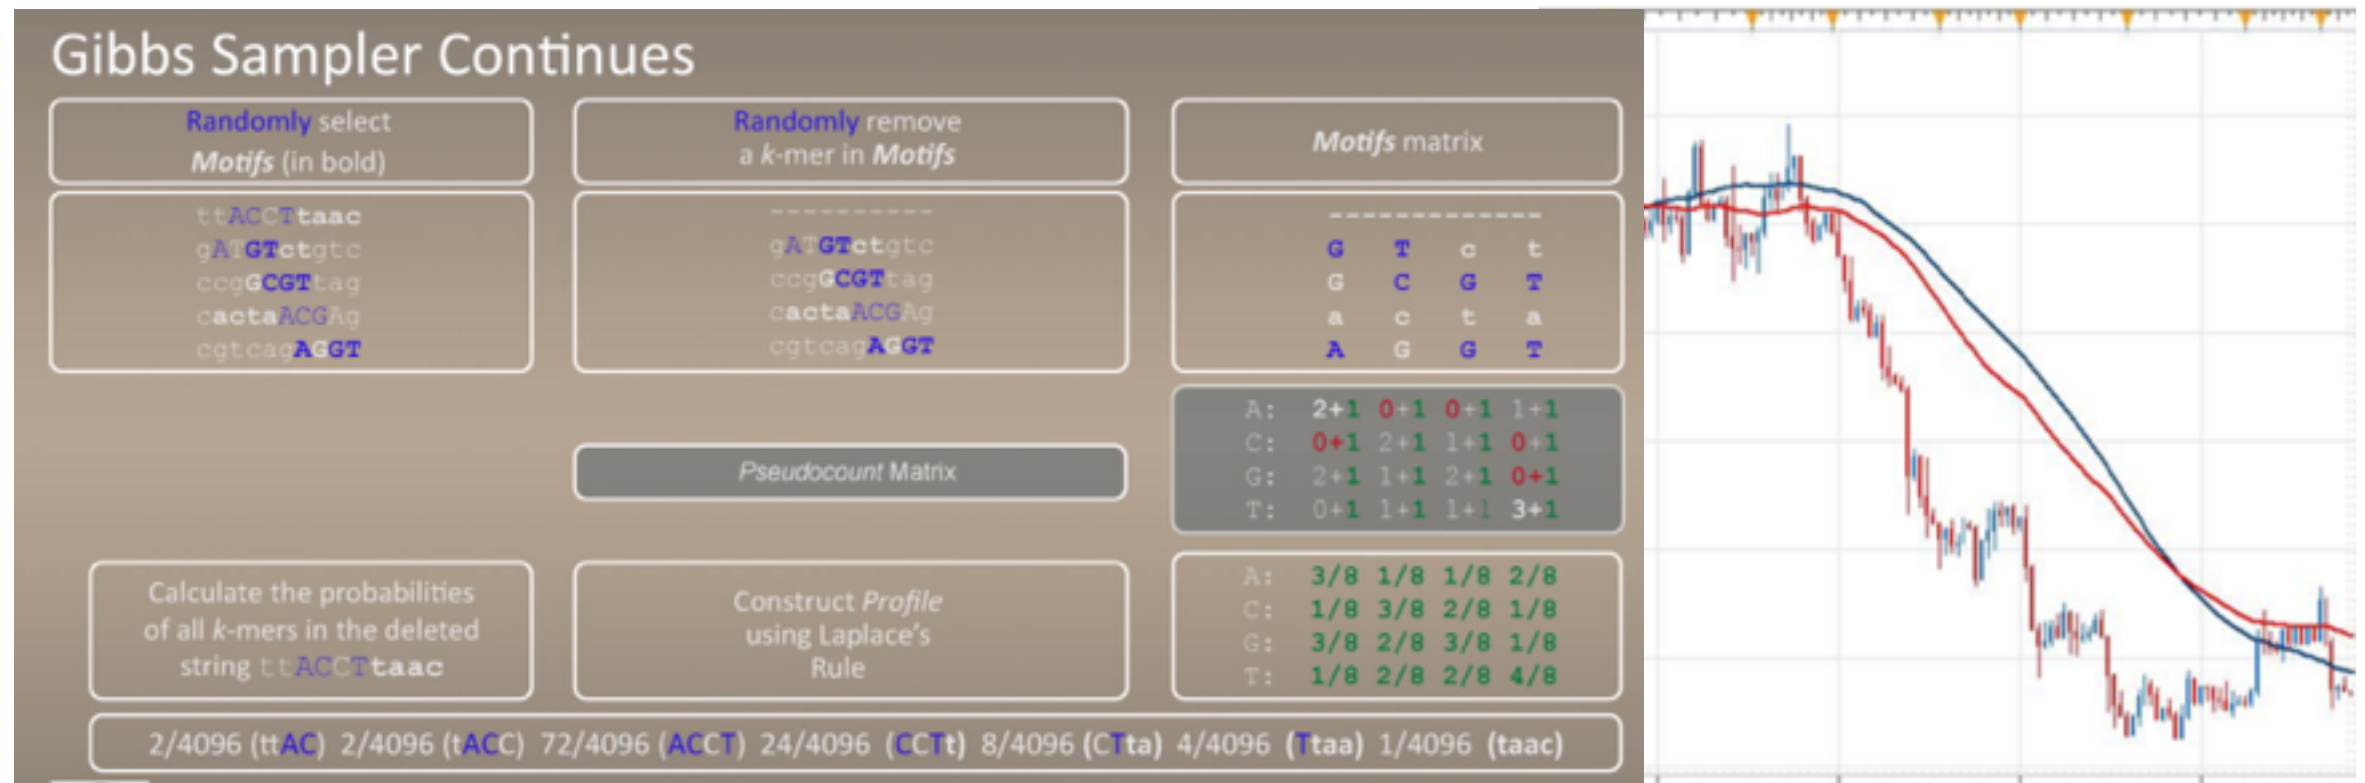 Gibbs Sampler Continues
Randomly select
Motifs (in bold)
ttACCTtaac
gATGTctgtc
ccgGCGTtag
cactaACGAg
cgtcagAGGT
Randomly remove
a k-mer in Motifs
----------
gATGTctgtc
ccgGCGTtag
cactaACGAg
cgtcagAGGT
Motifs matrix
-------------
G T c t
G C G T
a c t a
A G G T
Pseudocount Matrix
A: 2+1 0+1 0+1 1+1
C: 0+1 2+1 1+1 0+1
G: 2+1 1+1 2+1 0+1
T: 0+1 1+1 1+1 3+1
Calculate the probabilities
of all k-mers in the deleted
string ttACCTtaac
Construct Profile
using Laplace's
Rule
A: 3/8 1/8 1/8 2/8
C: 1/8 3/8 2/8 1/8
G: 3/8 2/8 3/8 1/8
T: 1/8 2/8 2/8 4/8
2/4096 (ttAC) 2/4096 (tACC) 72/4096 (ACCT) 24/4096 (CCTt) 8/4096 (CTta) 4/4096 (Ttaa) 1/4096 (taac)